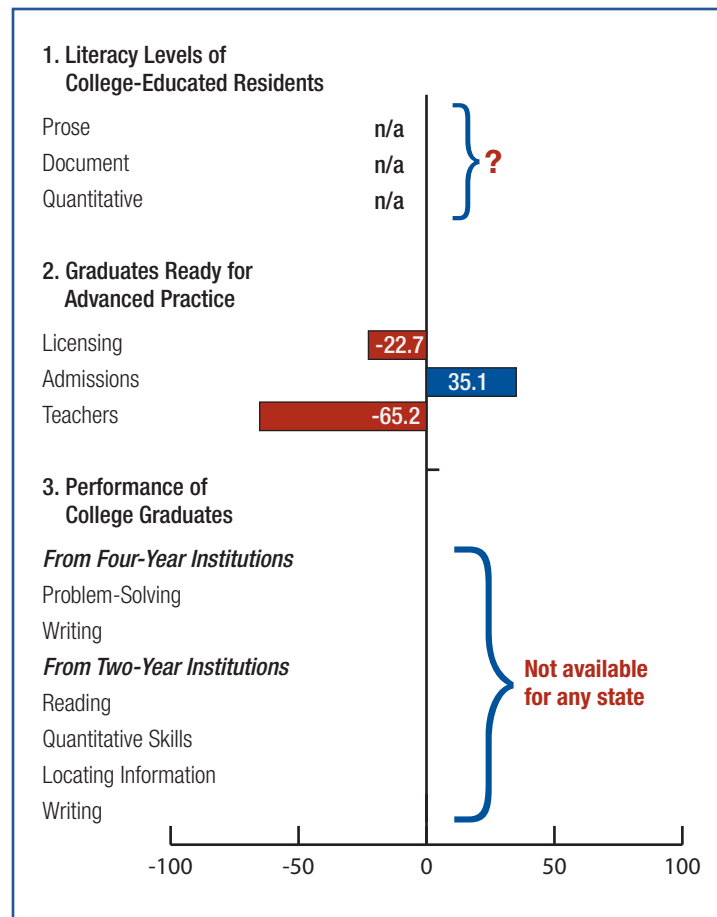 1. Literacy Levels of
College-Educated Residents
Prose n/a
Document n/a
Quantitative n/a
?
2. Graduates Ready for
Advanced Practice
Licensing -22.7
Admissions 35.1
Teachers -65.2
3. Performance of
College Graduates
From Four-Year Institutions
Problem-Solving
Writing
From Two-Year Institutions
Reading
Quantitative Skills
Locating Information
Writing
Not available
for any state
-100 -50 0 50 100